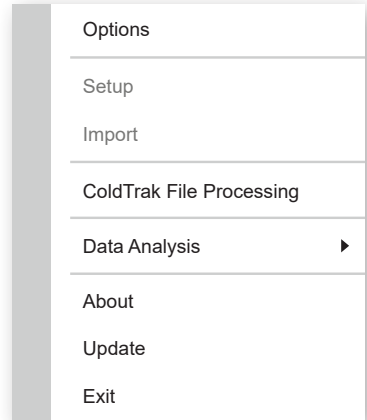 Options
Setup
Import
ColdTrak File Processing
Data Analysis
About
Update
Exit